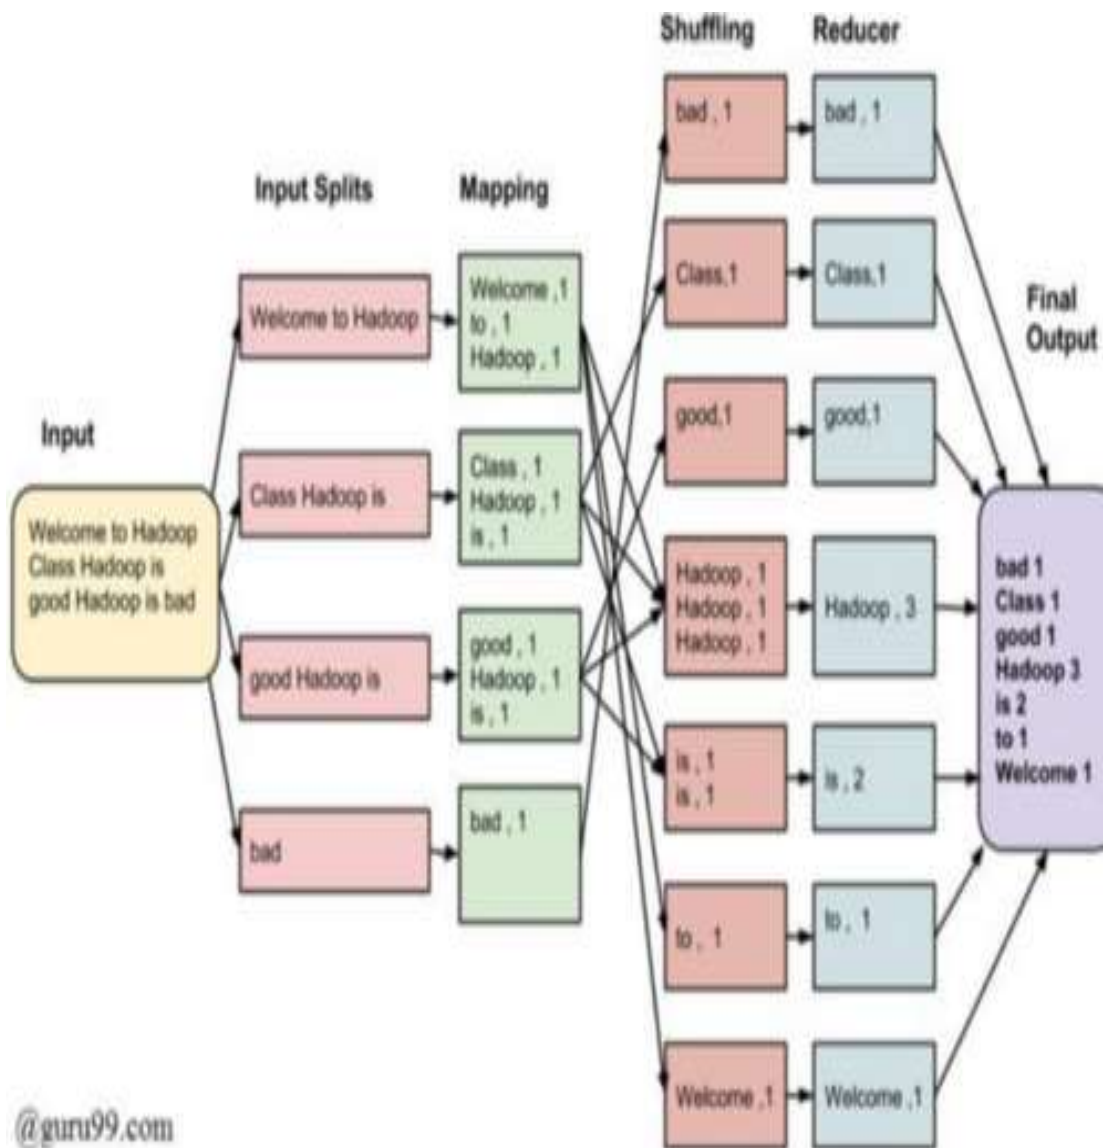 Input
Welcome to Hadoop
Class Hadoop is
good Hadoop is bad
Input Splits
Welcome to Hadoop
Class Hadoop is
good Hadoop is
bad
Mapping
Welcome ,1
to , 1
Hadoop , 1
Class , 1
Hadoop , 1
is , 1
good , 1
Hadoop , 1
is , 1
bad , 1
Shuffling
bad , 1
Class,1
good,1
Hadoop , 1
Hadoop , 1
Hadoop , 1
is , 1
is , 1
to , 1
Welcome ,1
Reducer
bad , 1
Class,1
good,1
Hadoop , 3
is , 2
to , 1
Welcome ,1
Final
Output
bad 1
Class 1
good 1
Hadoop 3
is 2
to 1
Welcome 1
@guru99.com